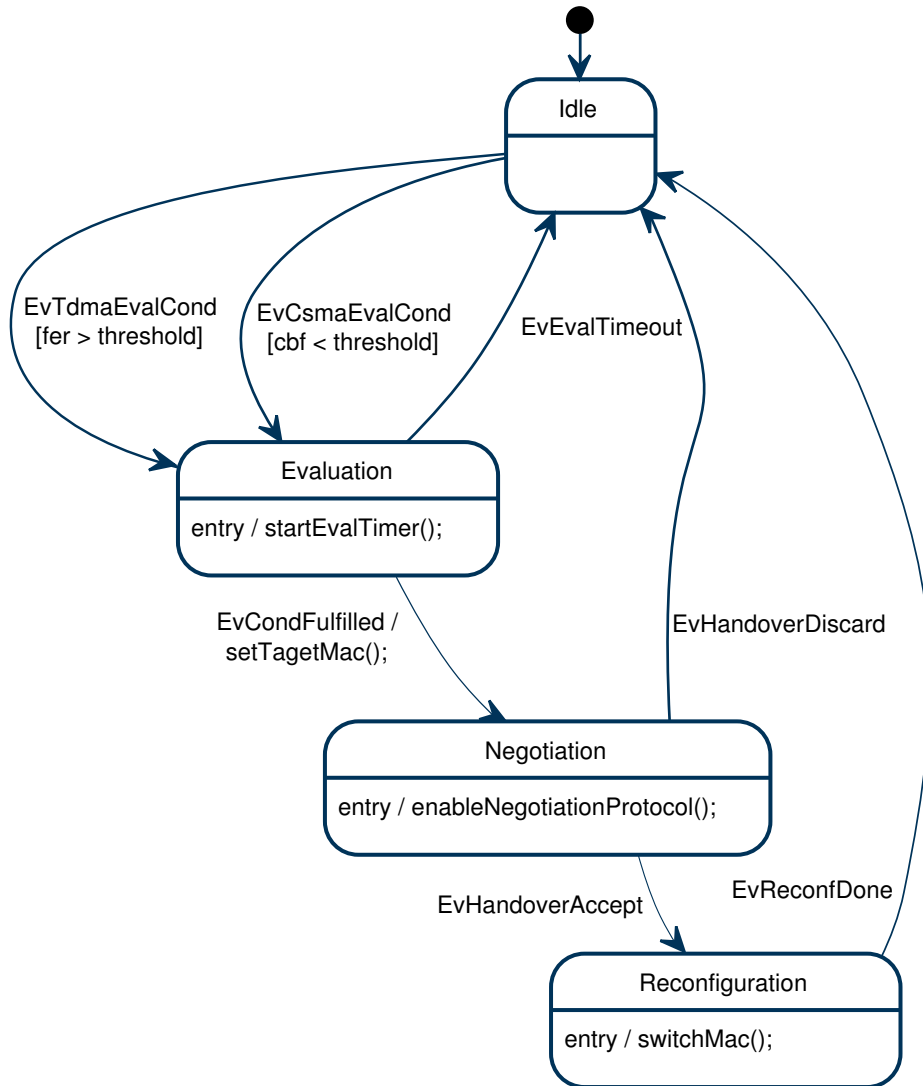 Idle
EvTdmaEvalCond
[fer > threshold]
EvCsmaEvalCond
[cbf < threshold]
EvEvalTimeout
Evaluation
entry / startEvalTimer();
EvCondFulfilled /
setTagetMac();
EvHandoverDiscard
Negotiation
entry / enableNegotiationProtocol();
EvHandoverAccept
EvReconfDone
Reconfiguration
entry / switchMac();